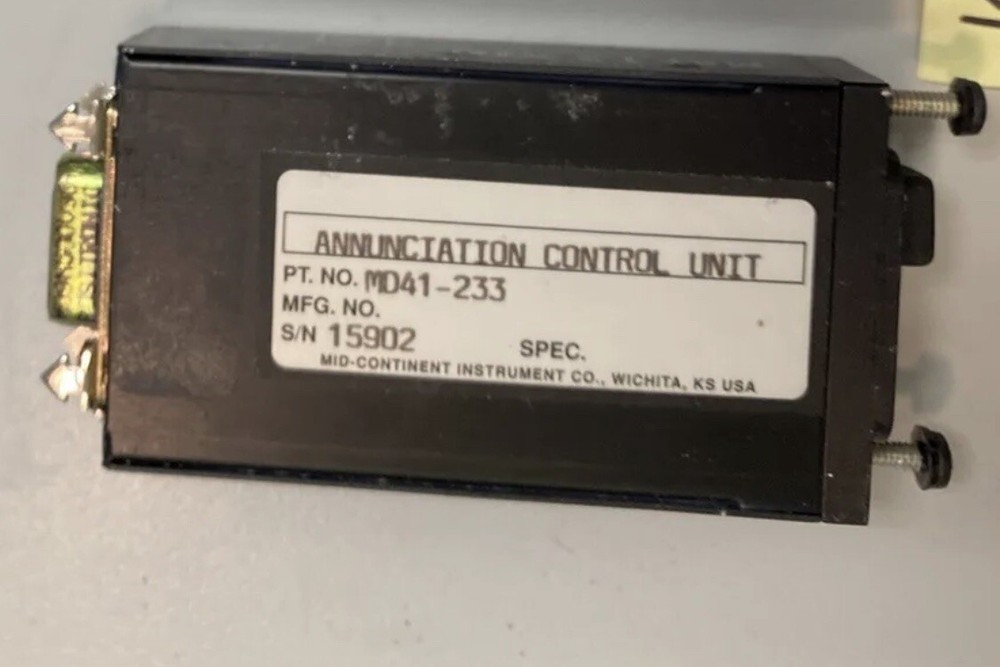 ANNUNCIATION CONTROL UNIT
PT. NO. MD41-233
MFG. NO.
S/N 15902 SPEC.
MID-CONTINENT INSTRUMENT CO., WICHITA, KS USA